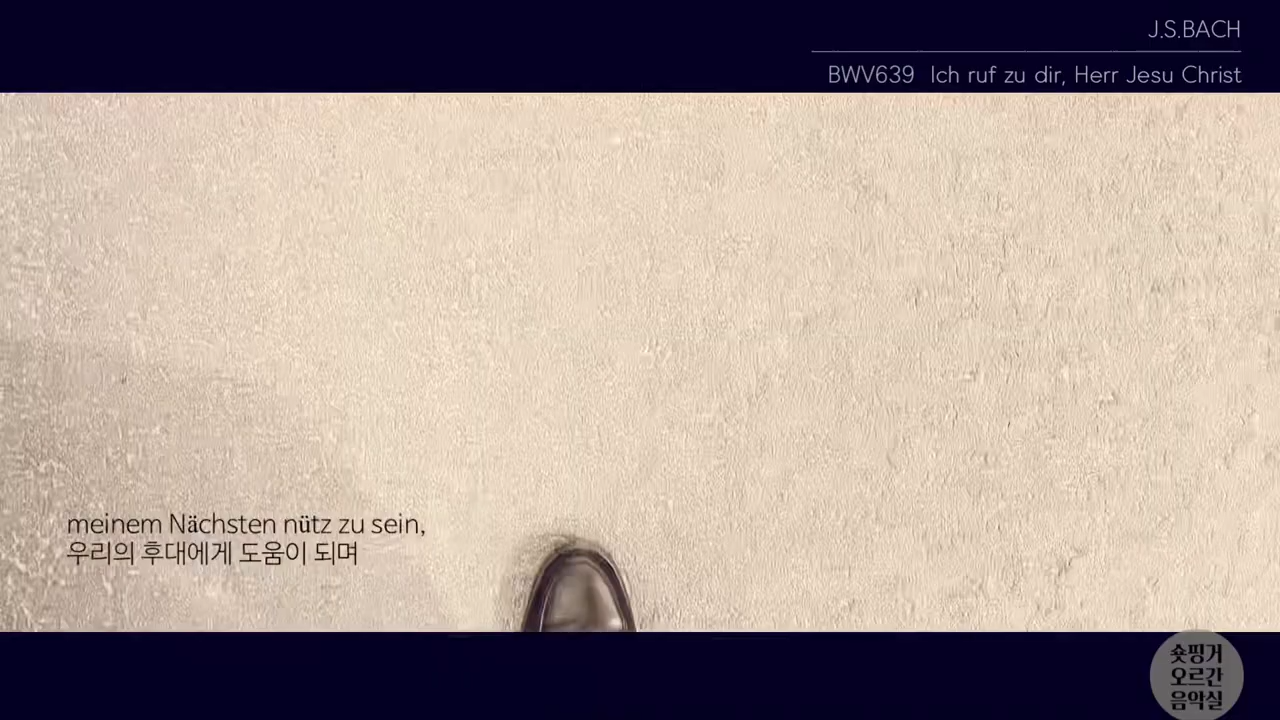 J.S.BACH
BWV639 Ich ruf zu dir, Herr Jesu Christ
meinem Nächsten nütz zu sein,
우리의 후대에게 도움이 되며
숏핑거
오르간
음악실